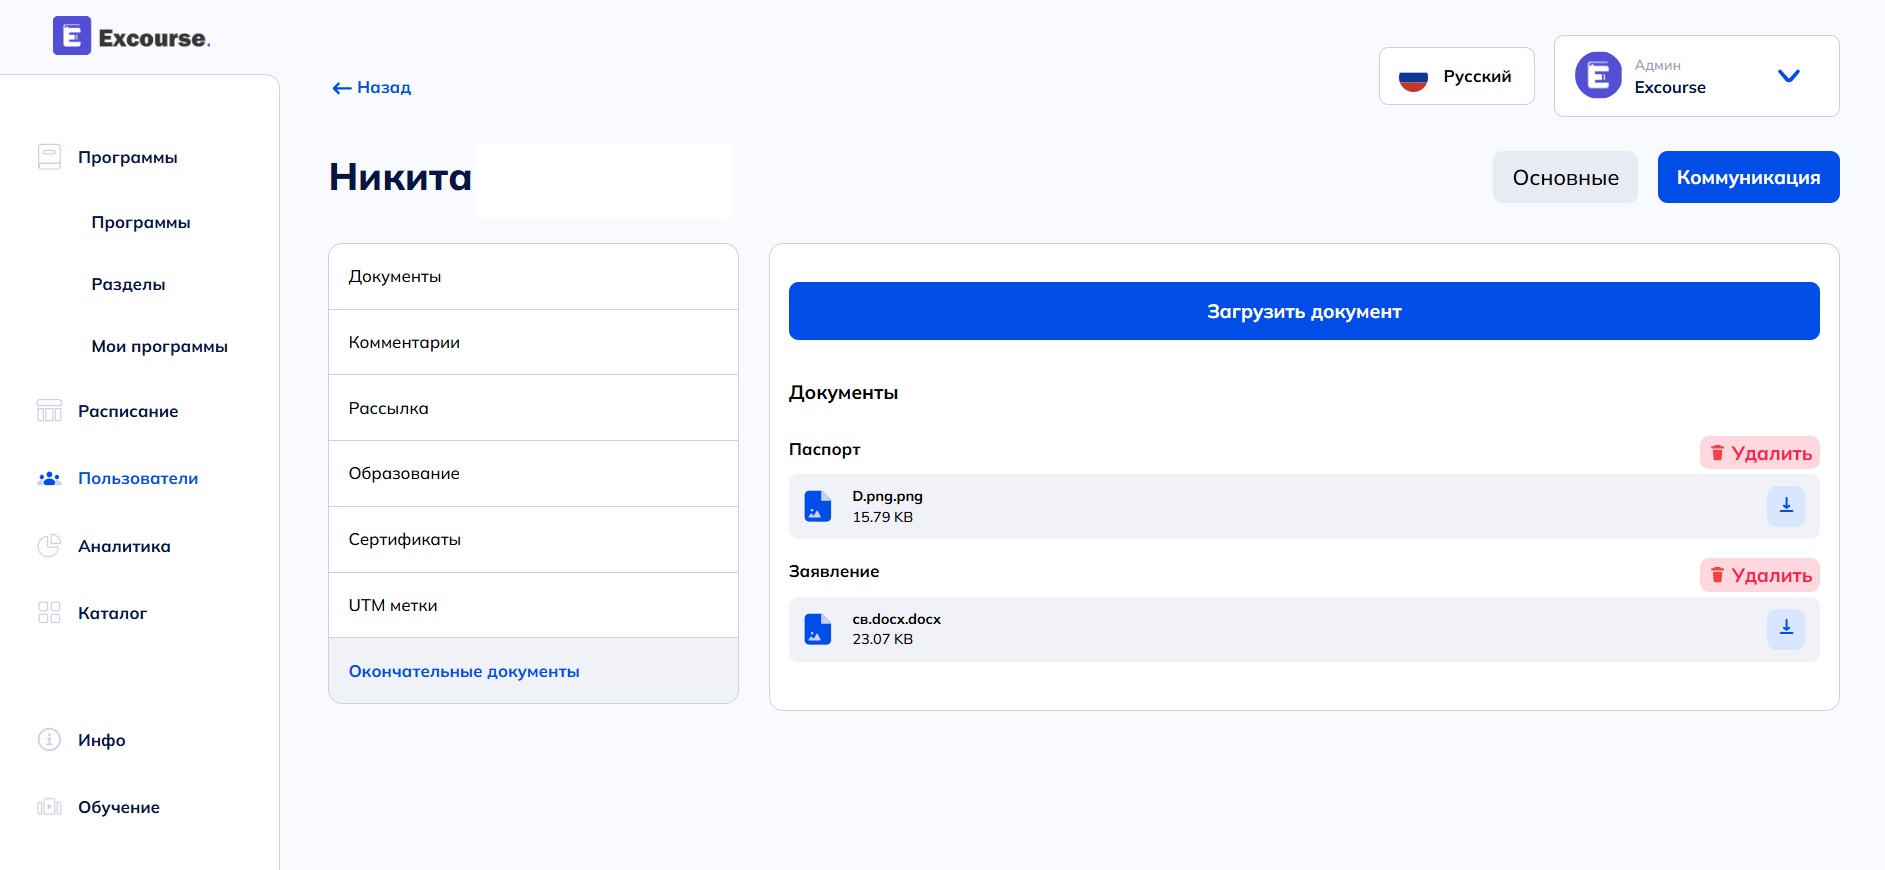 Excourse.
Назад
Русский
Админ
Excourse
Программы
Программы
Разделы
Мои программы
Расписание
Пользователи
Аналитика
Каталог
Инфо
Обучение
Никита
Основные
Коммуникация
Документы
Комментарии
Рассылка
Образование
Сертификаты
UTM метки
Окончательные документы
Загрузить документ
Документы
Паспорт
Удалить
D.png.png
15.79 KB
Заявление
Удалить
св.docx.docx
23.07 KB